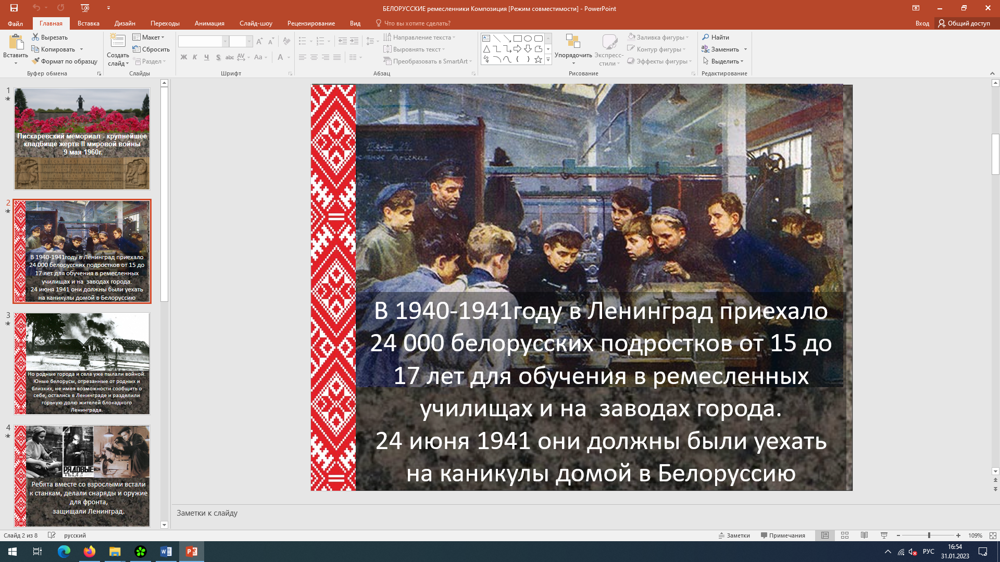 БЕЛОРУССКИЕ ремесленники Композиция [Режим совместимости] - PowerPoint
Файл
Главная
Вставка
Дизайн
Переходы
Анимация
Слайд-шоу
Рецензирование
Вид
Что вы хотите сделать?
Вход
Общий доступ
Вставить
Вырезать
Копировать
Формат по образцу
Буфер обмена
Создать слайд
Макет
Сбросить
Раздел
Слайды
Ж К Ч S abc AV Aa A
Шрифт
Направление текста
Выровнять текст
Преобразовать в SmartArt
Абзац
Упорядочить
Экспресс-стили
Заливка фигуры
Контур фигуры
Эффекты фигуры
Рисование
Найти
Заменить
Выделить
Редактирование
1
Пискаревский мемориал - крупнейшее
кладбище жертв II мировой войны
9 мая 1960г.
2
В 1940-1941году в Ленинград приехало
24 000 белорусских подростков от 15 до
17 лет для обучения в ремесленных
училищах и на заводах города.
24 июня 1941 они должны были уехать
на каникулы домой в Белоруссию
3
Но родные города и села уже пылали войной.
Юные белорусы, отрезанные от родных и
близких, не имея возможности сообщить о
себе, остались в Ленинграде и разделили
горькую долю жителей блокадного
Ленинграда.
4
РЯДОВЫЕ
Ребята вместе со взрослыми встали
к станкам, делали снаряды и оружие
для фронта,
защищали Ленинград.
В 1940-1941году в Ленинград приехало
24 000 белорусских подростков от 15 до
17 лет для обучения в ремесленных
училищах и на  заводах города.
24 июня 1941 они должны были уехать
на каникулы домой в Белоруссию
Заметки к слайду
Слайд 2 из 8
русский
Заметки
Примечания
109%
РУС
16:54
31.01.2023